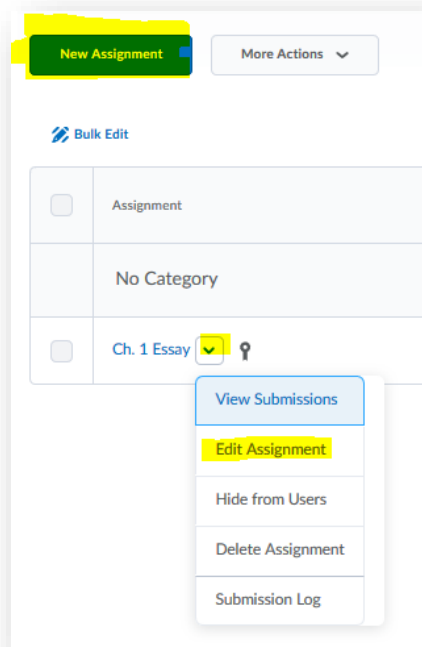 New Assignment
More Actions
Bulk Edit
Assignment
No Category
Ch. 1 Essay
View Submissions
Edit Assignment
Hide from Users
Delete Assignment
Submission Log